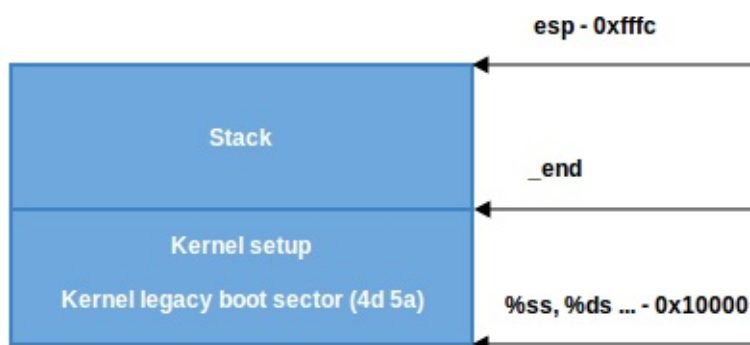 esp - 0xfffc
Stack
_end
Kernel setup
Kernel legacy boot sector (4d 5a)
%ss, %ds ... - 0x10000